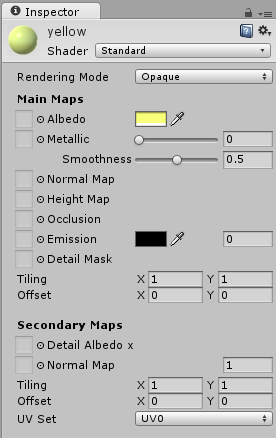 Inspector
yellow
Shader Standard
Rendering Mode Opaque
Main Maps
Albedo
Metallic 0
Smoothness 0.5
Normal Map
Height Map
Occlusion
Emission 0
Detail Mask
Tiling X 1 Y 1
Offset X 0 Y 0
Secondary Maps
Detail Albedo x
Normal Map 1
Tiling X 1 Y 1
Offset X 0 Y 0
UV Set UV0